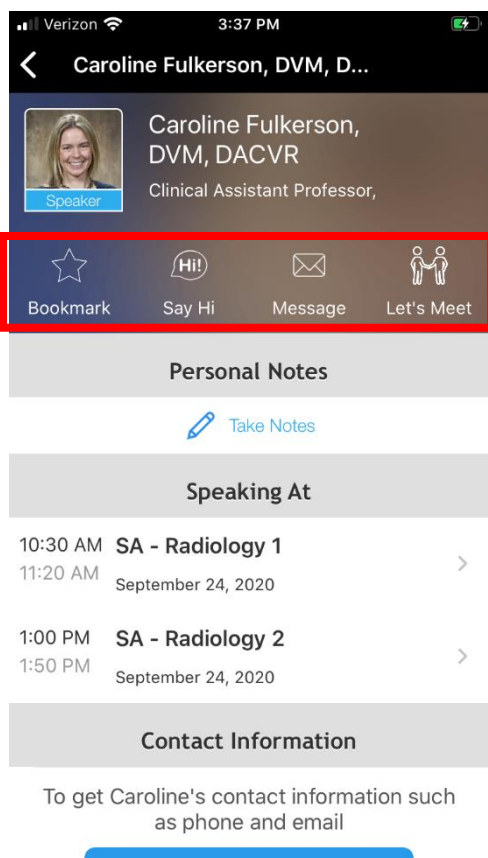 Verizon 3:37 PM
Caroline Fulkerson, DVM, D...
Caroline Fulkerson,
DVM, DACVR
Clinical Assistant Professor,
Speaker
Bookmark Say Hi! Message Let's Meet
Personal Notes
Take Notes
Speaking At
10:30 AM SA - Radiology 1
11:20 AM
September 24, 2020
1:00 PM SA - Radiology 2
1:50 PM
September 24, 2020
Contact Information
To get Caroline's contact information such
as phone and email